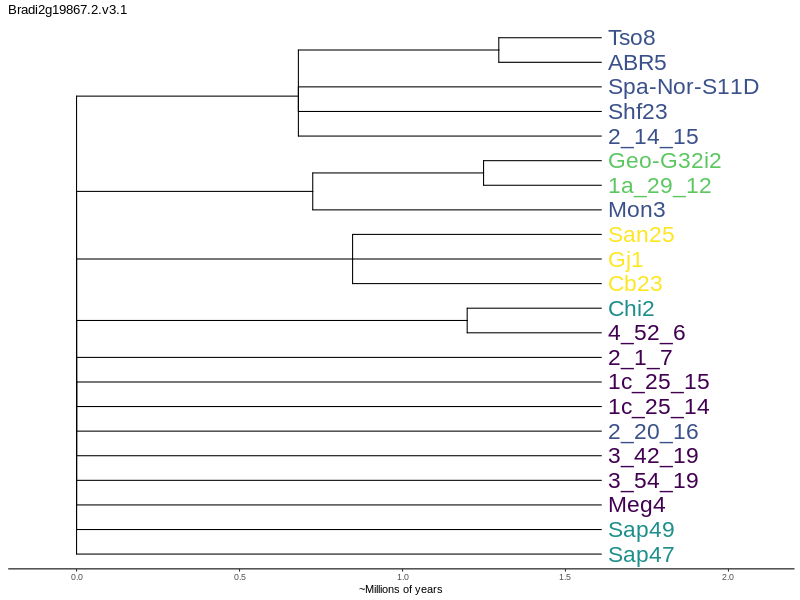 Bradi2g19867.2.v3.1
Tso8
ABR5
Spa-Nor-S11D
Shf23
2_14_15
Geo-G32i2
1a_29_12
Mon3
San25
Gj1
Cb23
Chi2
4_52_6
2_1_7
1c_25_15
1c_25_14
2_20_16
3_42_19
3_54_19
Meg4
Sap49
Sap47
0.0 0.5 1.0 1.5 2.0
~Millions of years